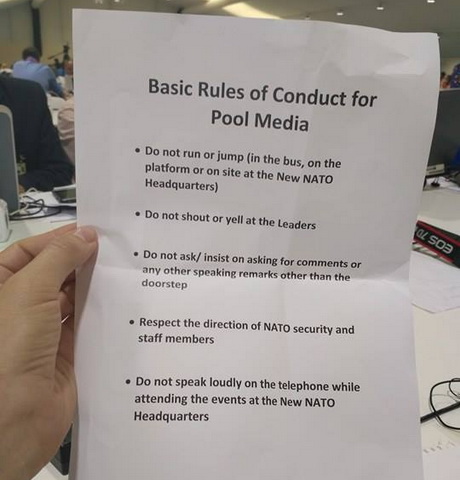 Basic Rules of Conduct for
Pool Media
• Do not run or jump (in the bus, on the
platform or on site at the New NATO
Headquarters)
• Do not shout or yell at the Leaders
• Do not ask/ insist on asking for comments or
any other speaking remarks other than the
doorstep
• Respect the direction of NATO security and
staff members
• Do not speak loudly on the telephone while
attending the events at the New NATO
Headquarters
EOS